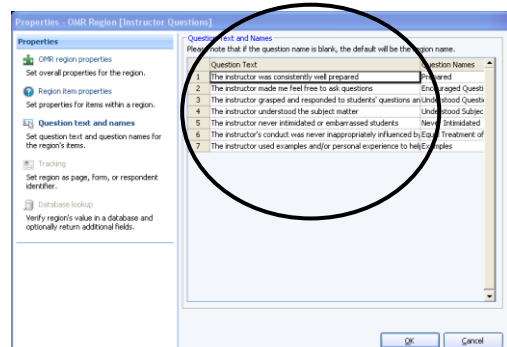 Properties - OMR Region [Instructor Questions]
Properties
OMR region properties
Set overall properties for the region.
Region item properties
Set properties for items within a region.
Question text and names
Set question text and question names for
the region's items.
Tracking
Set region as page, form, or respondent
identifier.
Database lookup
Verify region's value in a database and
optionally return additional fields.
Question Text and Names
Please note that if the question name is blank, the default will be the region name.
Question Text Question Names
1 The instructor was consistently well prepared Prepared
2 The instructor made me feel free to ask questions Encouraged Questi
3 The instructor grasped and responded to students' questions an Understood Questi
4 The instructor understood the subject matter Understood Subjec
5 The instructor never intimidated or embarrassed students Never Intimidated
6 The instructor's conduct was never inappropriately influenced by Equal Treatment of
7 The instructor used examples and/or personal experience to help Examples
OK Cancel